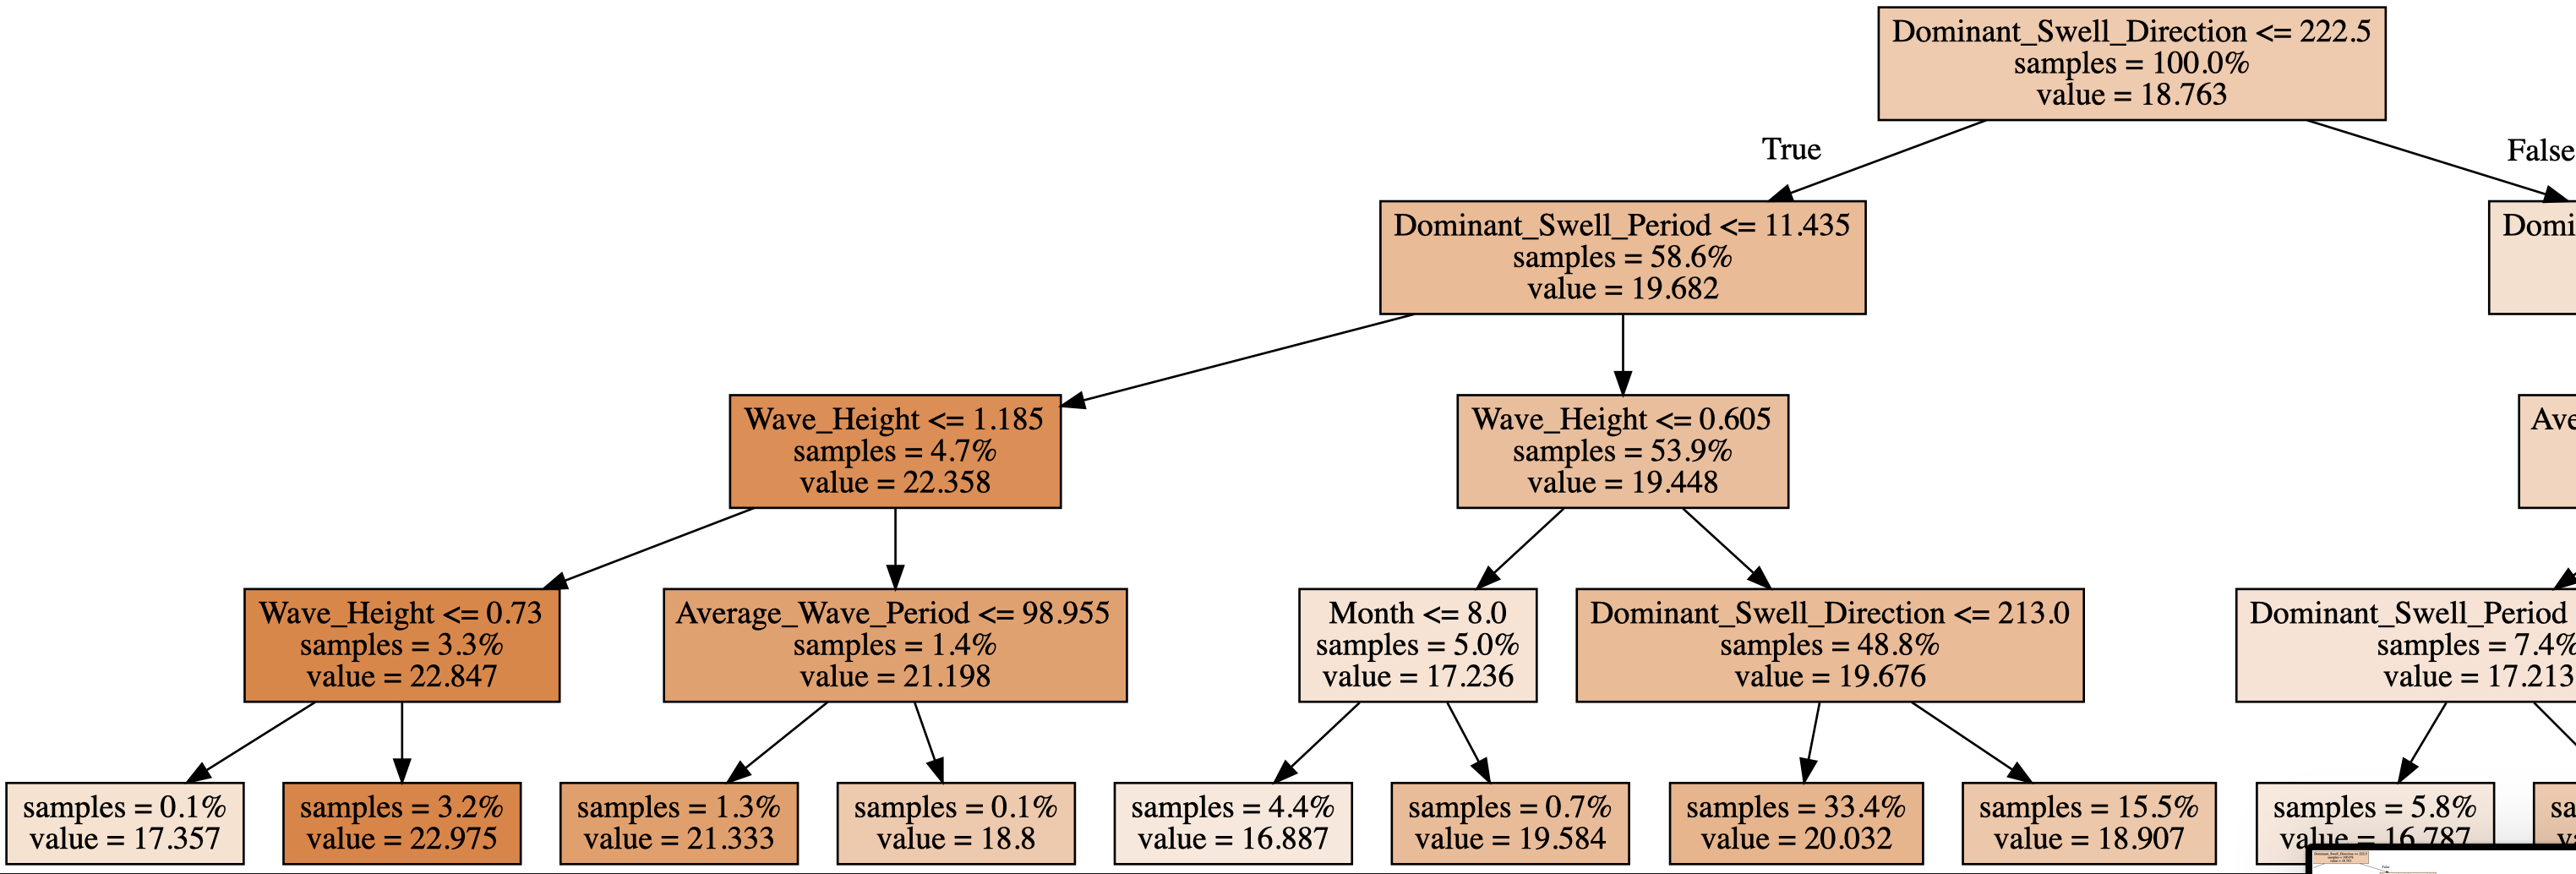 Dominant_Swell_Direction <= 222.5
samples = 100.0%
value = 18.763
True
False
Dominant_Swell_Period <= 11.435
samples = 58.6%
value = 19.682
Domi
Wave_Height <= 1.185
samples = 4.7%
value = 22.358
Wave_Height <= 0.605
samples = 53.9%
value = 19.448
Ave
Wave_Height <= 0.73
samples = 3.3%
value = 22.847
Average_Wave_Period <= 98.955
samples = 1.4%
value = 21.198
Month <= 8.0
samples = 5.0%
value = 17.236
Dominant_Swell_Direction <= 213.0
samples = 48.8%
value = 19.676
Dominant_Swell_Period
samples = 7.4%
value = 17.213
samples = 0.1%
value = 17.357
samples = 3.2%
value = 22.975
samples = 1.3%
value = 21.333
samples = 0.1%
value = 18.8
samples = 4.4%
value = 16.887
samples = 0.7%
value = 19.584
samples = 33.4%
value = 20.032
samples = 15.5%
value = 18.907
samples = 5.8%
value = 16.787
sa
va